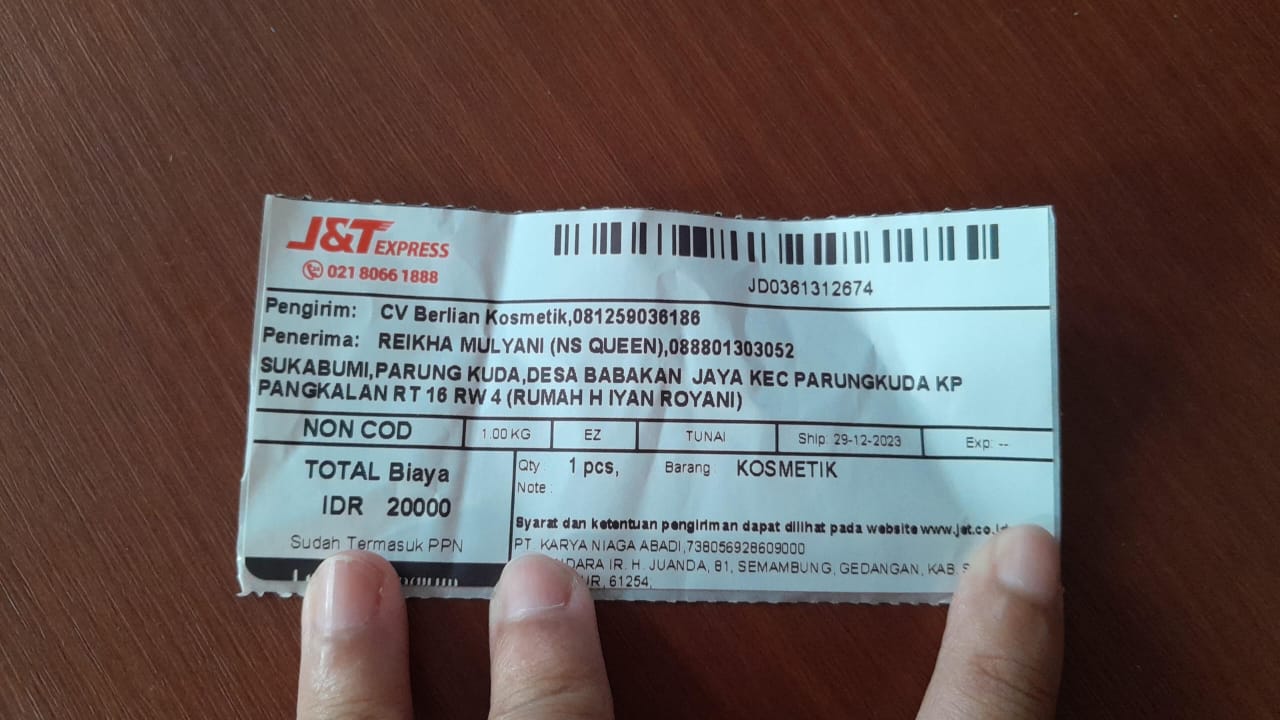 J&T EXPRESS
021 8066 1888
JD0361312674
Pengirim: CV Berlian Kosmetik,081259036186
Penerima: REIKHA MULYANI (NS QUEEN),088801303052
SUKABUMI,PARUNG KUDA,DESA BABAKAN JAYA KEC PARUNGKUDA KP
PANGKALAN RT 16 RW 4 (RUMAH H IYAN ROYANI)
NON COD 1.00 KG EZ TUNAI Ship: 29-12-2023 Exp: --
TOTAL Biaya
IDR 20000
Sudah Termasuk PPN
Qty : 1 pcs, Barang : KOSMETIK
Note :
Syarat dan ketentuan pengiriman dapat dilihat pada website www.jet.co.id
PT. KARYA NIAGA ABADI,738056928609000
IR. H. JUANDA, 81, SEMAMBUNG, GEDANGAN, KAB.
61254,